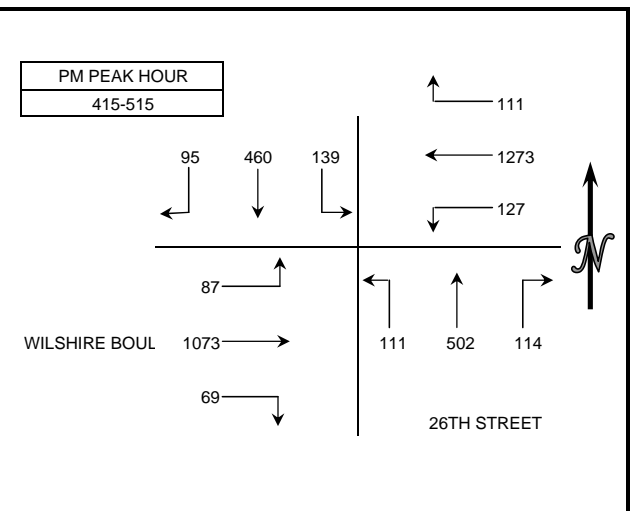 PM PEAK HOUR
415-515
111
95 460 139
1273
127
87
N
WILSHIRE BOUL 1073
111 502 114
69
26TH STREET